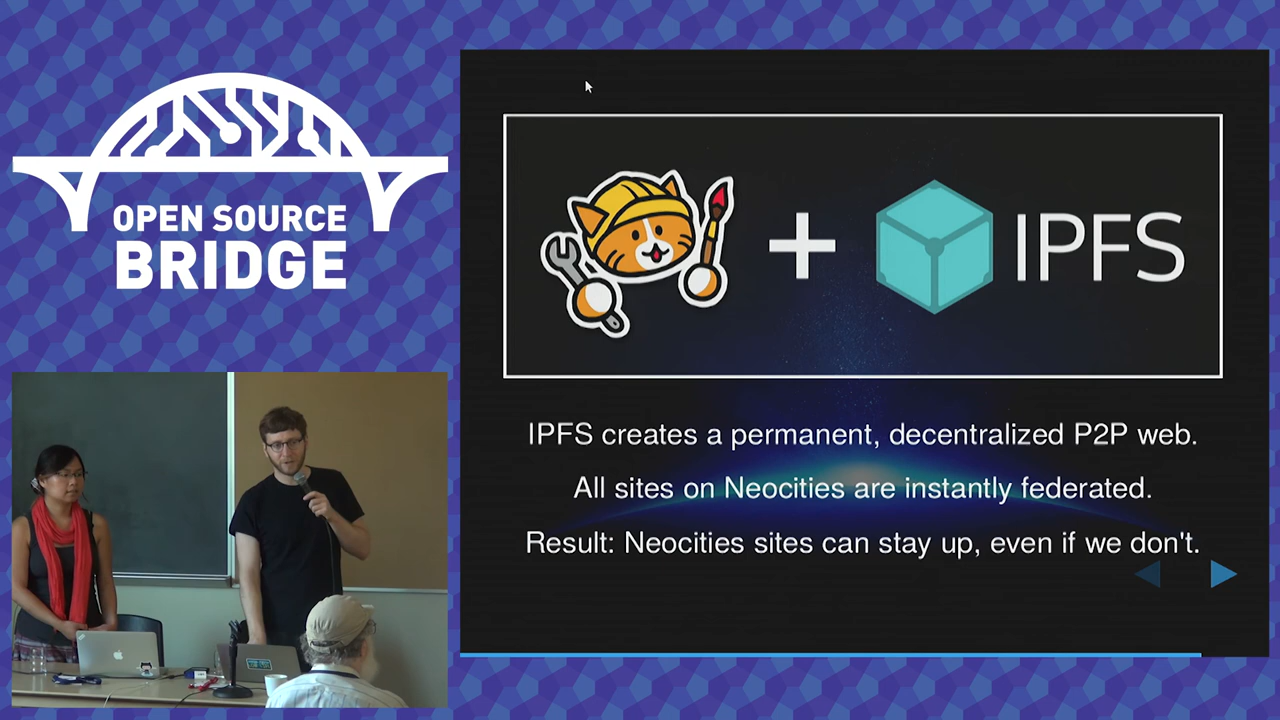 OPEN SOURCE
BRIDGE
+ IPFS
IPFS creates a permanent, decentralized P2P web.
All sites on Neocities are instantly federated.
Result: Neocities sites can stay up, even if we don't.